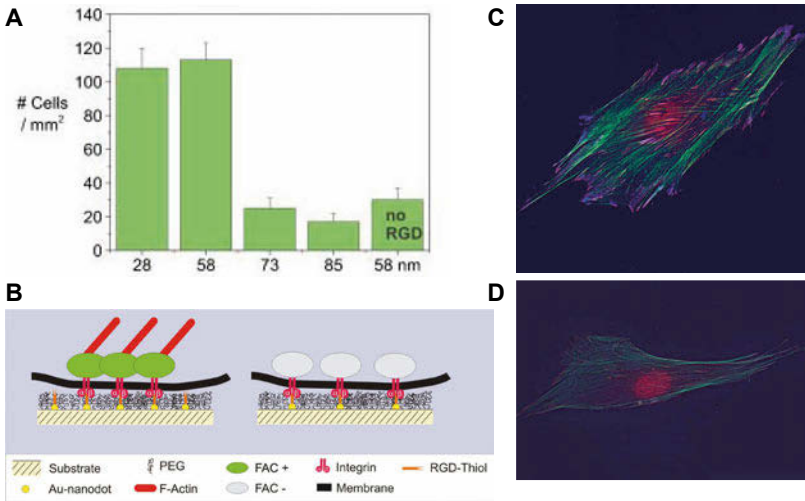 A
140
120
100
80
60
40
20
0
# Cells
/ mm²
no
RGD
28 58 73 85 58 nm
B
Substrate PEG FAC + Integrin RGD-Thiol
Au-nanodot F-Actin FAC - Membrane
C
D